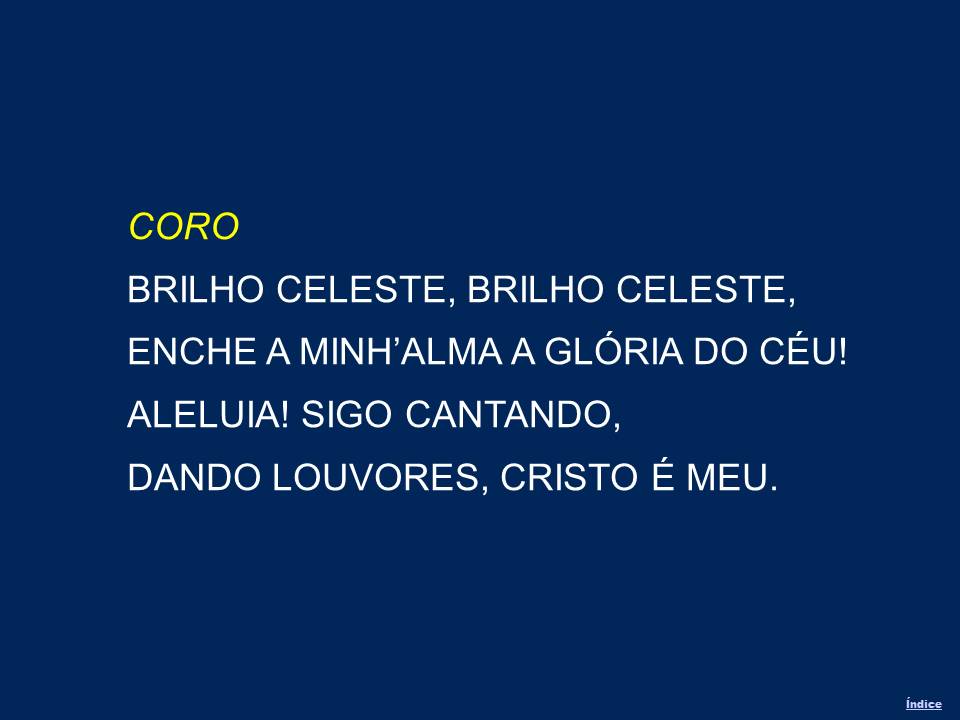 CORO
BRILHO CELESTE, BRILHO CELESTE,
ENCHE A MINH’ALMA A GLÓRIA DO CÉU!
ALELUIA! SIGO CANTANDO,
DANDO LOUVORES, CRISTO É MEU.
Índice